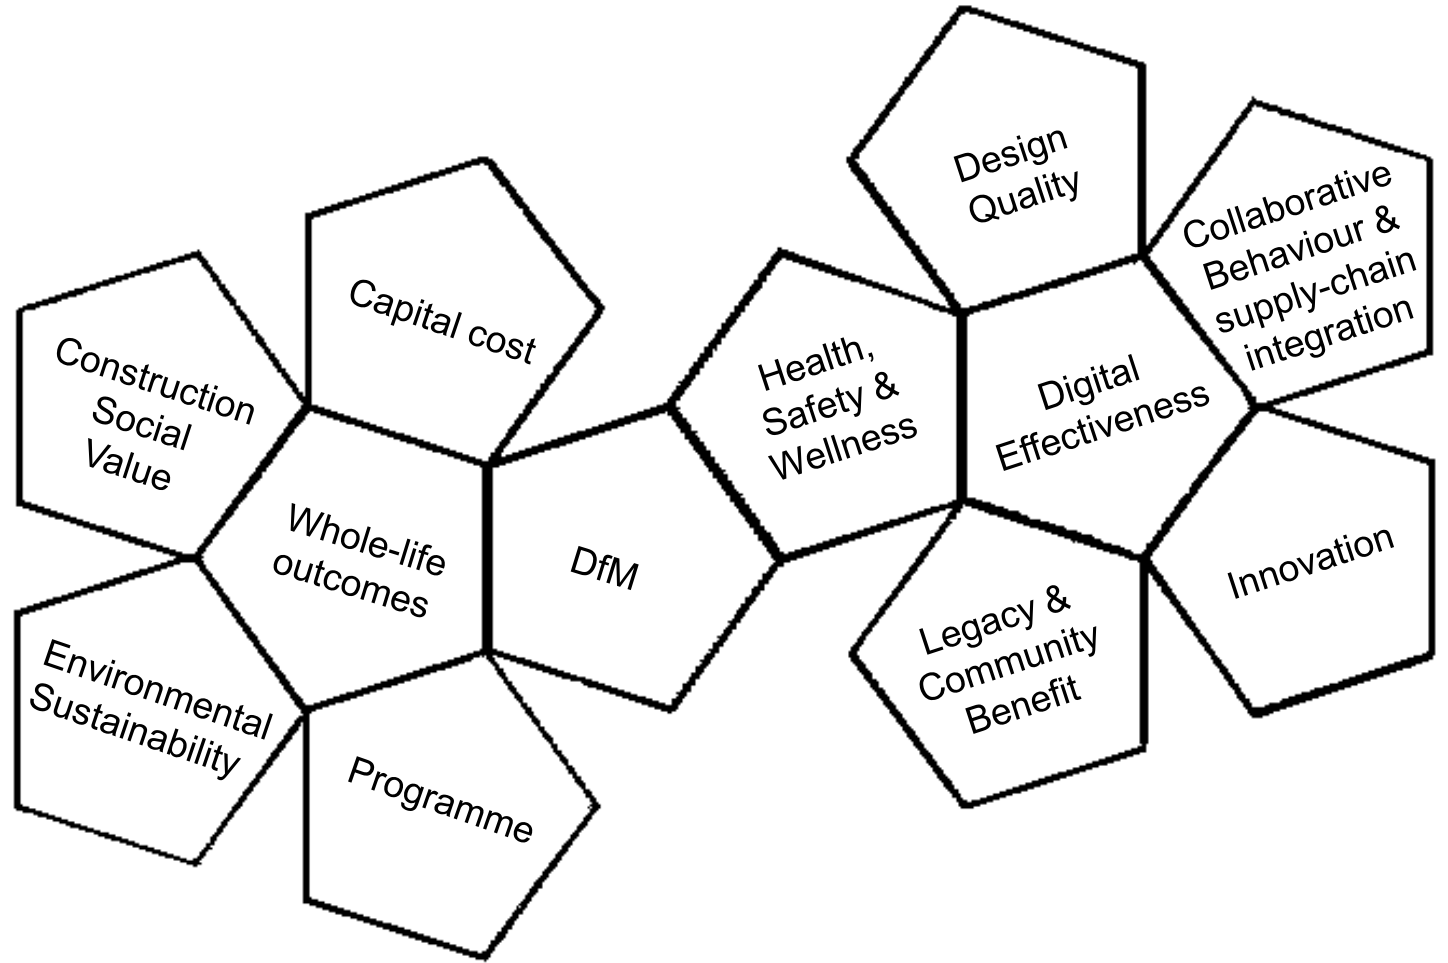 Construction
Social
Value
Capital cost
Whole-life
outcomes
Environmental
Sustainability
Programme
DfM
Health,
Safety &
Wellness
Design
Quality
Collaborative
Behaviour &
supply-chain
integration
Digital
Effectiveness
Innovation
Legacy &
Community
Benefit